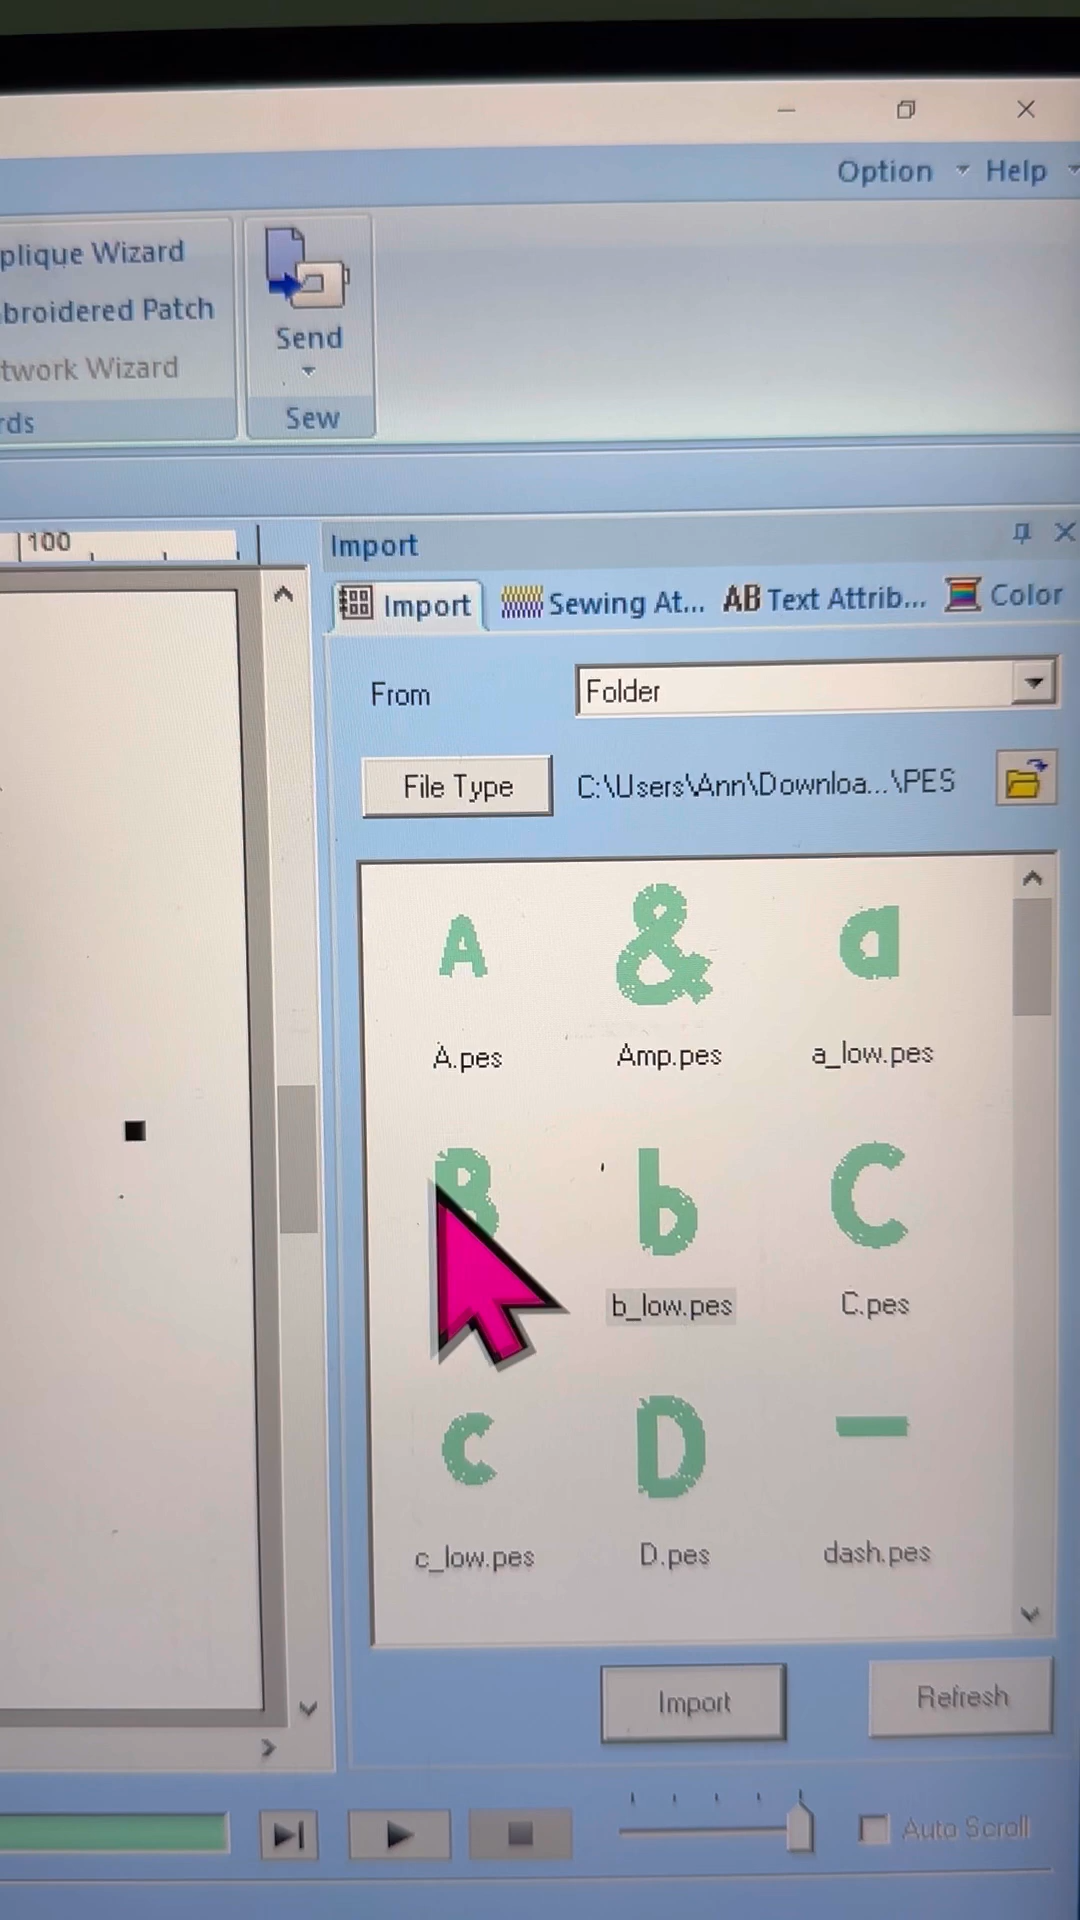 Option Help
plique Wizard
broidered Patch
twork Wizard
rds
Send
Sew
100
Import
Import Sewing At... AB Text Attrib... Color
From Folder
File Type C:\Users\Ann\Downloa...\PES
A & a
A.pes Amp.pes a_low.pes
B b C
b_low.pes C.pes
c D
c_low.pes D.pes dash.pes
Import Refresh
Auto Scroll